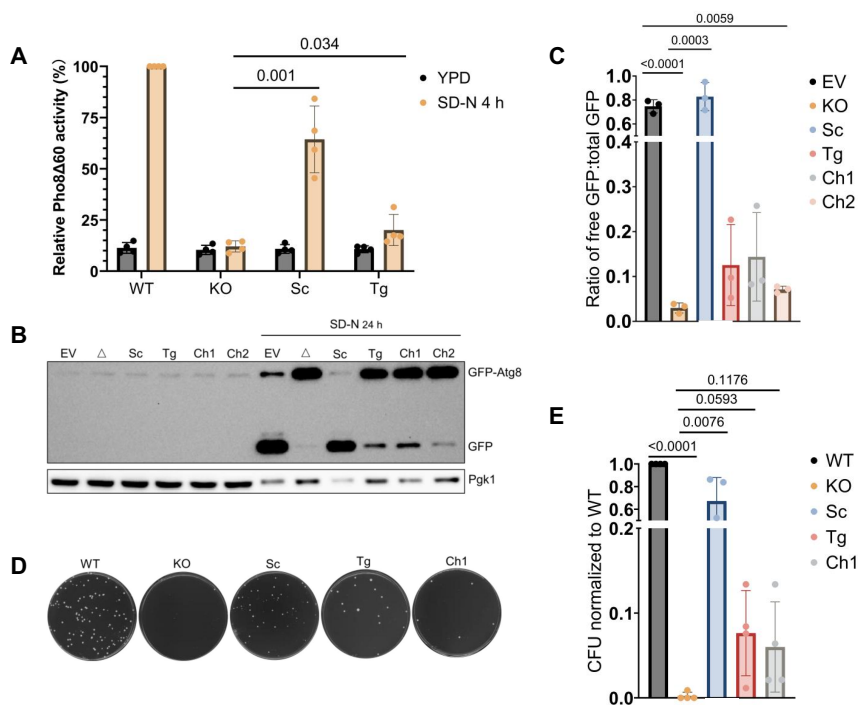 A
Relative Pho8Δ60 activity (%)
100
75
50
25
0
0.034
0.001
YPD
SD-N 4 h
WT KO Sc Tg
B
SD-N 24 h
EV △ Sc Tg Ch1 Ch2 EV △ Sc Tg Ch1 Ch2
GFP-Atg8
GFP
Pgk1
D
WT KO Sc Tg Ch1
C
0.0059
0.0003
<0.0001
Ratio of free GFP:total GFP
1.0
0.8
0.6
0.4
0.3
0.2
0.1
0.0
EV
KO
Sc
Tg
Ch1
Ch2
E
0.1176
0.0593
0.0076
<0.0001
CFU normalized to WT
1.0
0.8
0.6
0.4
0.2
0.1
0.0
WT
KO
Sc
Tg
Ch1